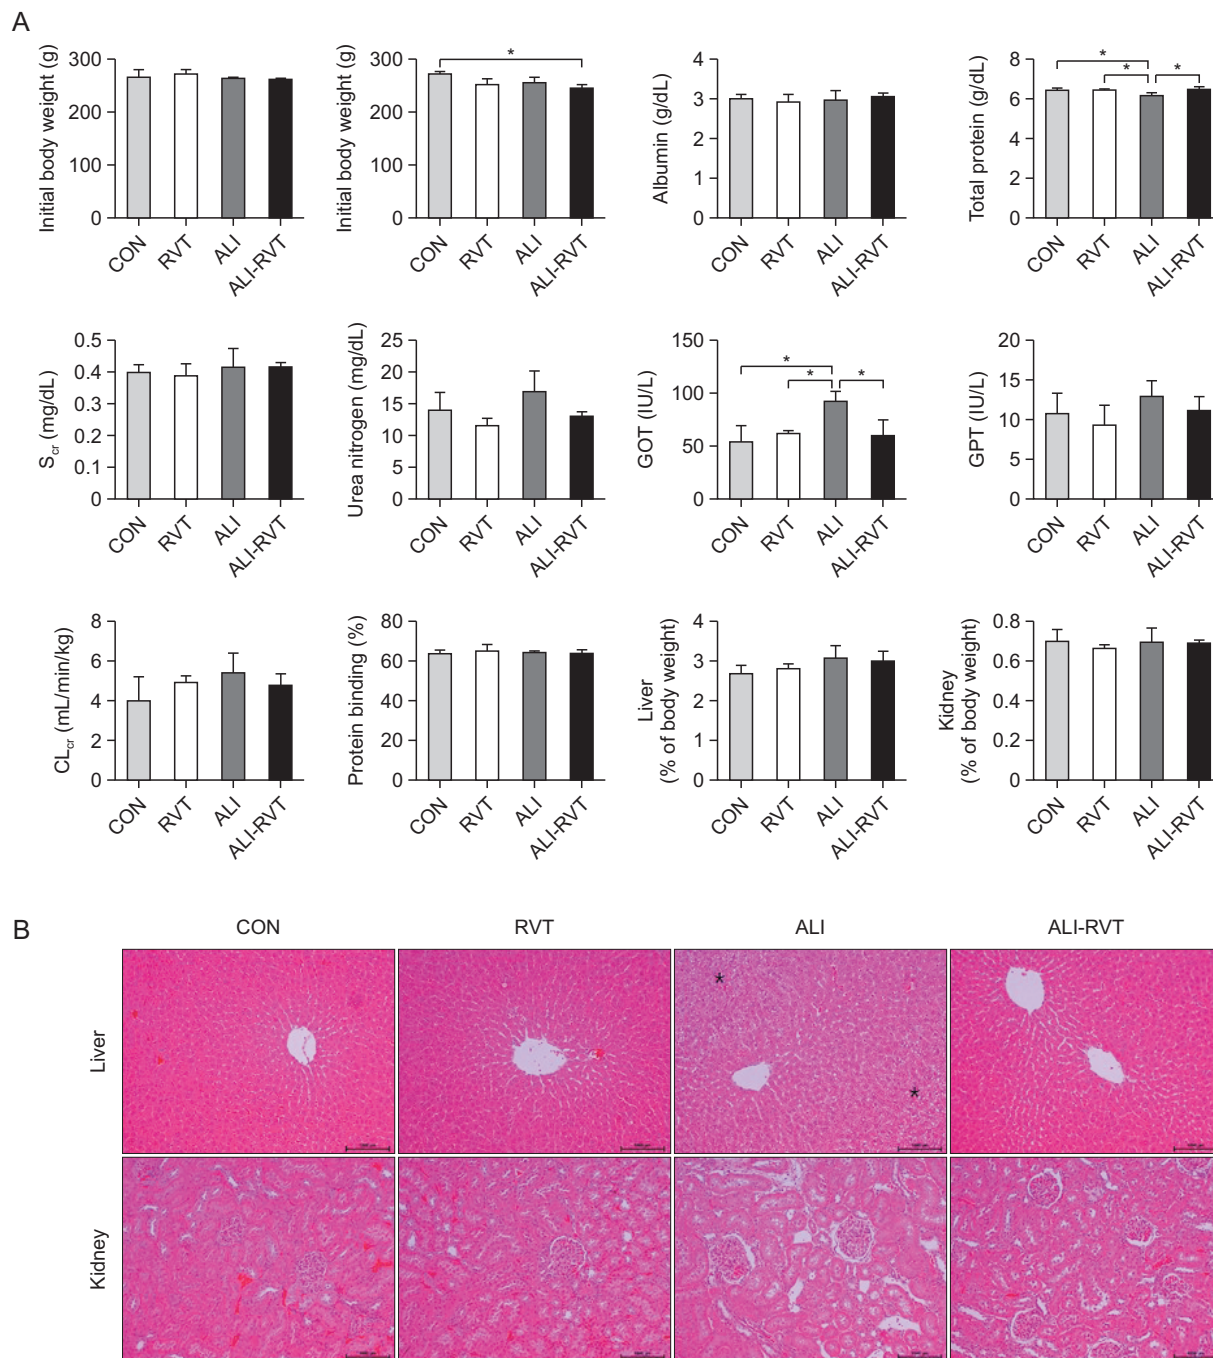 A
Initial body weight (g)
300
200
100
0
CON
RVT
ALI
ALI-RVT
Initial body weight (g)
300
200
100
0
*
CON
RVT
ALI
ALI-RVT
Albumin (g/dL)
4
3
2
1
0
CON
RVT
ALI
ALI-RVT
Total protein (g/dL)
8
6
4
2
0
*
*
*
CON
RVT
ALI
ALI-RVT
Scr (mg/dL)
0.5
0.4
0.3
0.2
0.1
0
CON
RVT
ALI
ALI-RVT
Urea nitrogen (mg/dL)
25
20
15
10
5
0
CON
RVT
ALI
ALI-RVT
GOT (IU/L)
150
100
50
0
*
*
*
CON
RVT
ALI
ALI-RVT
GPT (IU/L)
20
15
10
5
0
CON
RVT
ALI
ALI-RVT
CLcr (mL/min/kg)
8
6
4
2
0
CON
RVT
ALI
ALI-RVT
Protein binding (%)
80
60
40
20
0
CON
RVT
ALI
ALI-RVT
Liver
(% of body weight)
4
3
2
1
0
CON
RVT
ALI
ALI-RVT
Kidney
(% of body weight)
0.8
0.6
0.4
0.2
0
CON
RVT
ALI
ALI-RVT
B
CON
RVT
ALI
ALI-RVT
Liver
*
*
Kidney